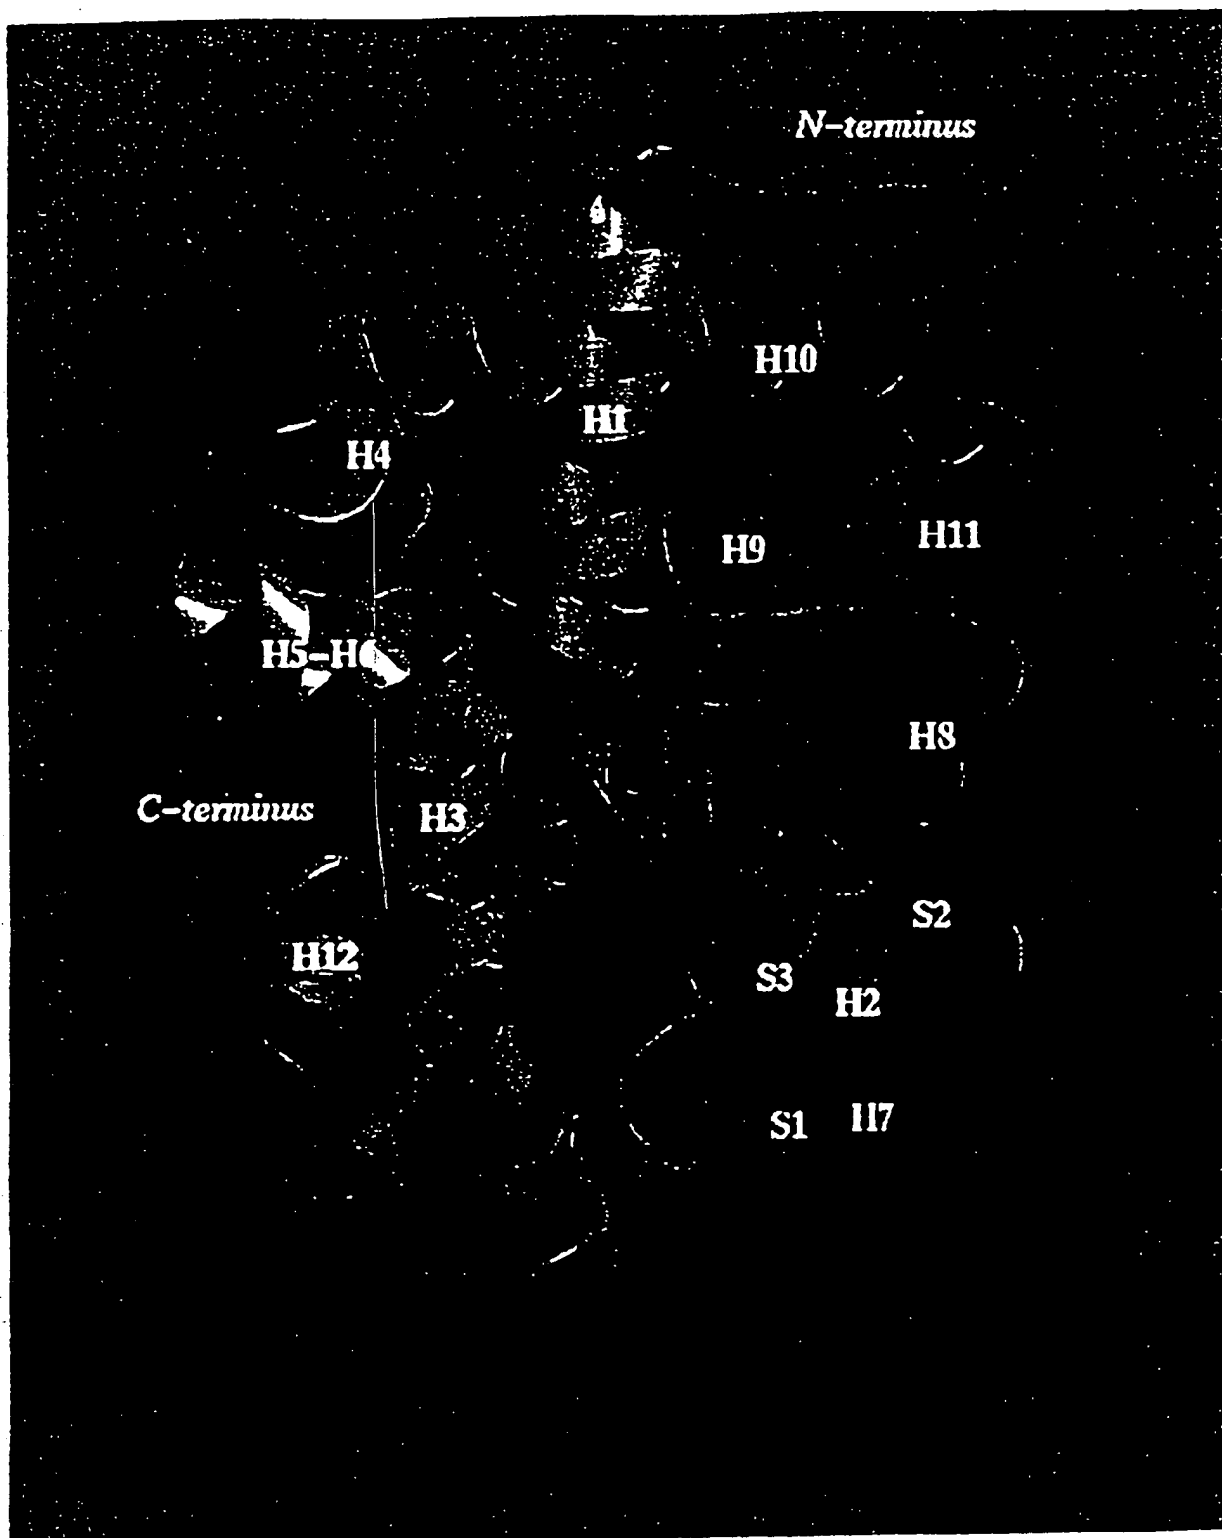 N-terminus
H10
H1
H4
H11
H9
H5-H6
H8
C-terminus
H3
S2
H12
S3
H2
S1
H7